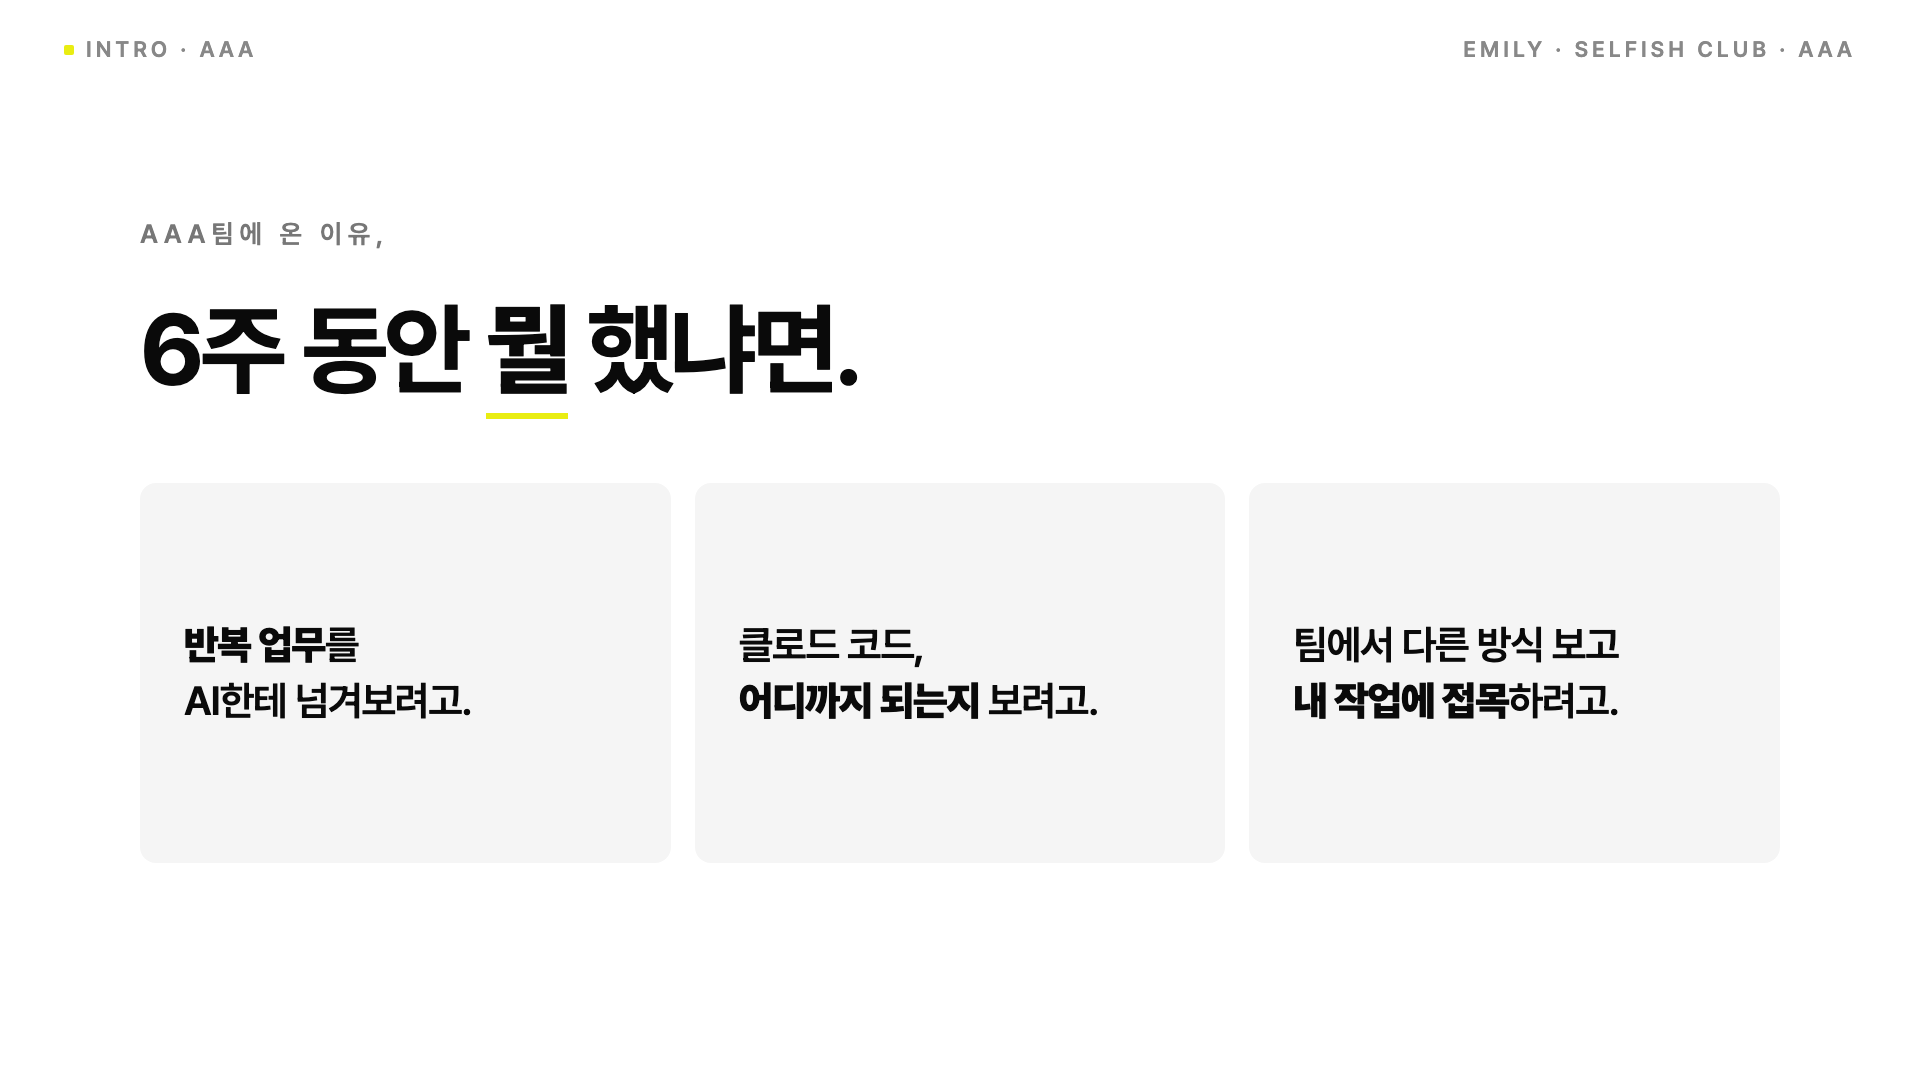 INTRO · AAA
EMILY · SELFISH CLUB · AAA
AAA팀에 온 이유,
6주 동안 뭘 했냐면.
반복 업무를
AI한테 넘겨보려고.
클로드 코드,
어디까지 되는지 보려고.
팀에서 다른 방식 보고
내 작업에 접목하려고.